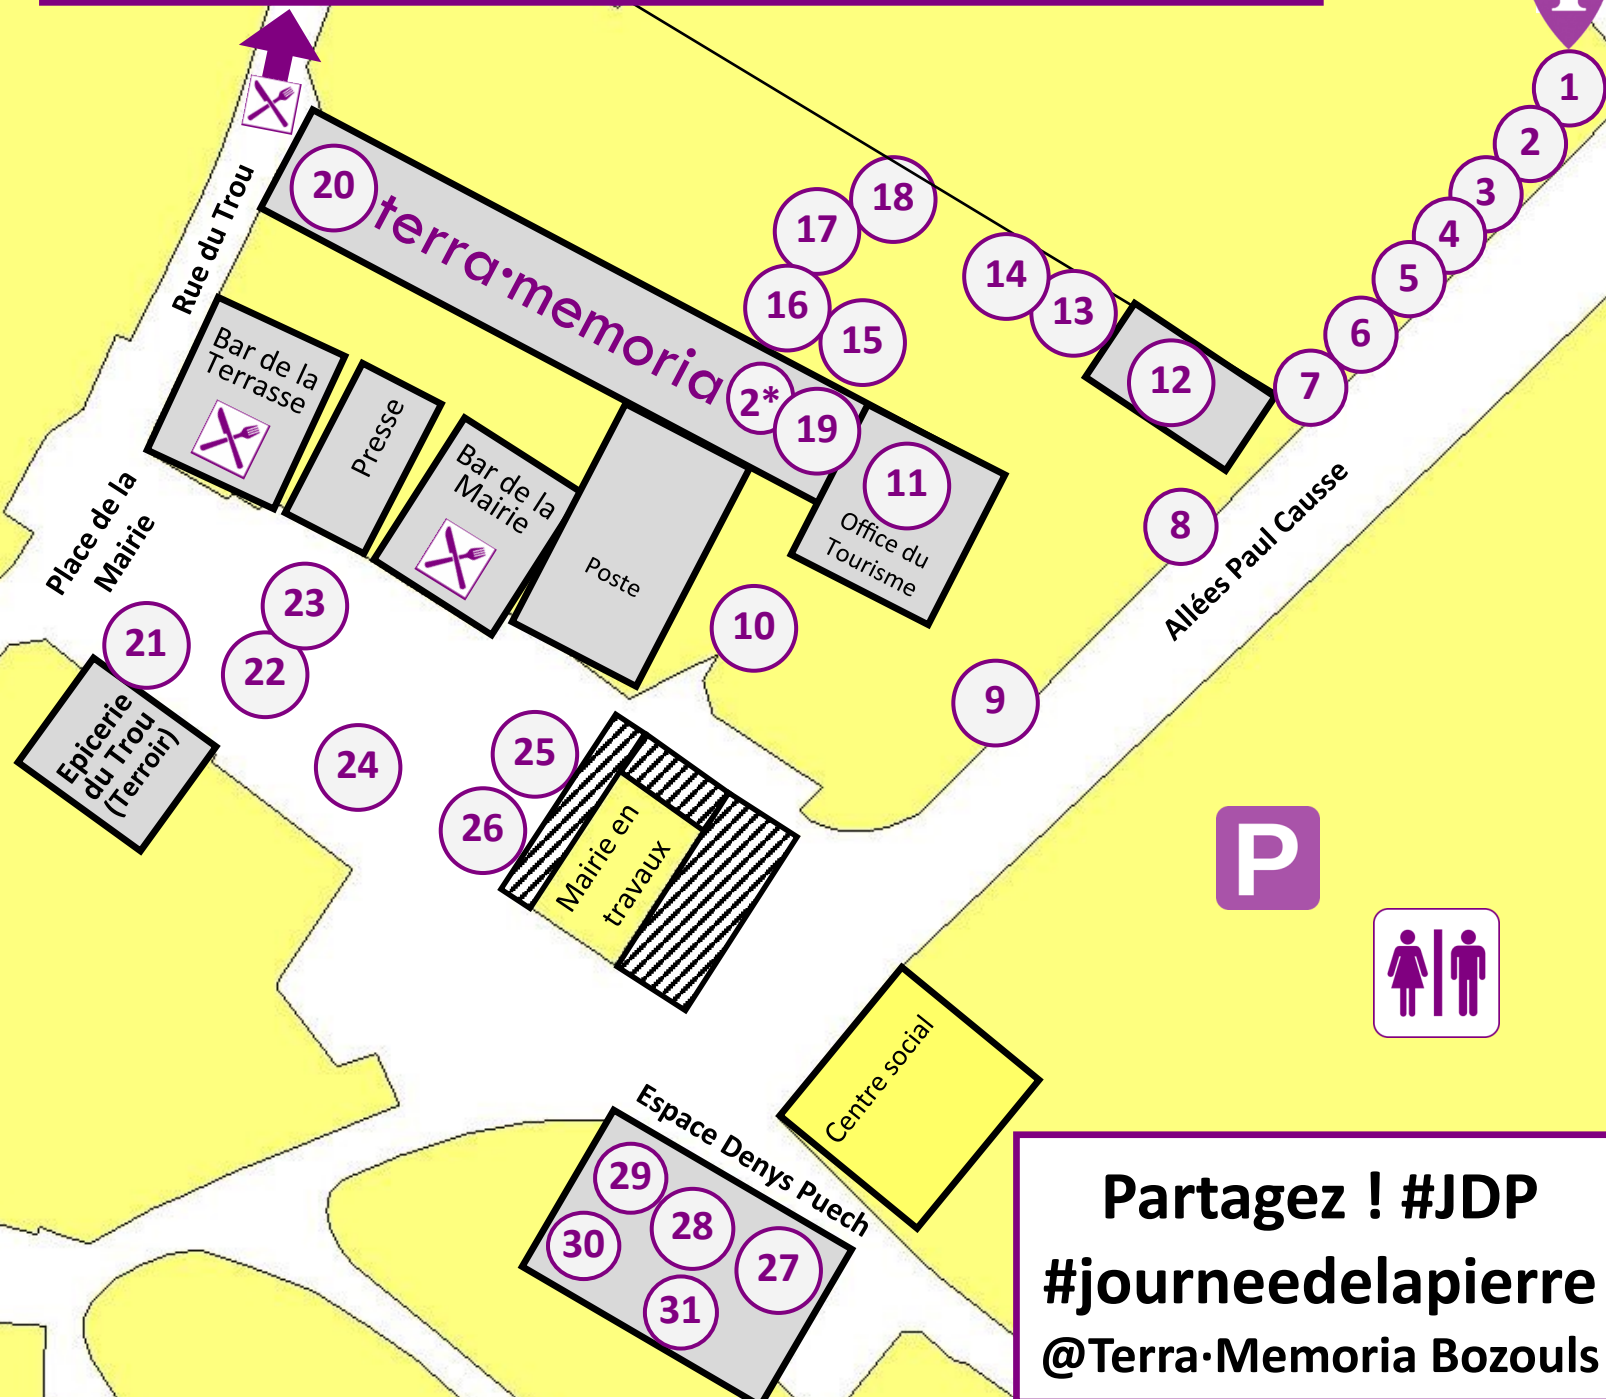 1
2
3
4
5
6
7
8
9
10
11
Office du
Tourisme
12
13
14
15
16
17
18
19
2*
20
terra·memoria
Rue du Trou
Bar de la
Terrasse
Presse
Bar de la
Mairie
Poste
Place de la
Mairie
21
22
23
24
25
26
Epicerie
du Trou
(Terroir)
Mairie en
travaux
Allées Paul Causse
P
Centre social
Espace Denys Puech
27
28
29
30
31
Partagez ! #JDP
#journeedelapierre
@Terra·Memoria Bozouls